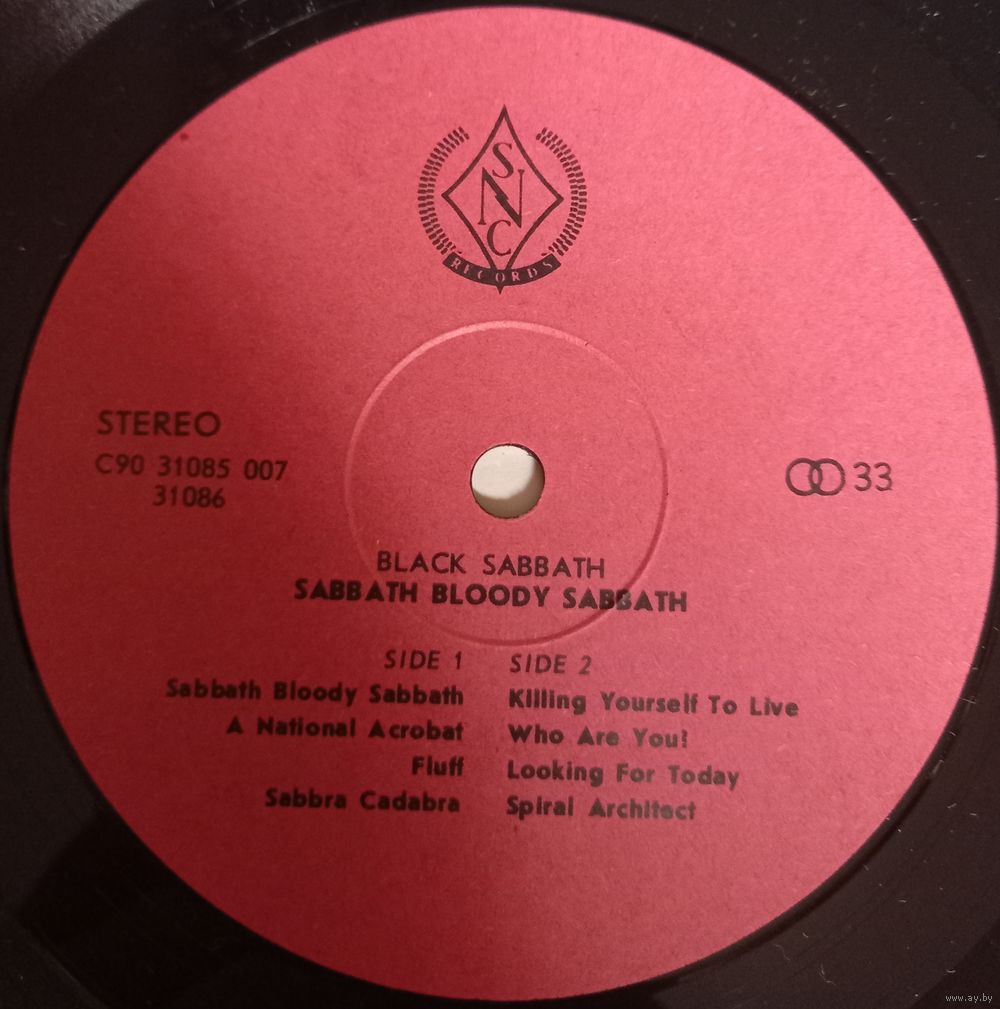 S
N
C
RECORDS
STEREO
C90 31085 007
31086
33
BLACK SABBATH
SABBATH BLOODY SABBATH
SIDE 1
Sabbath Bloody Sabbath
A National Acrobat
Fluff
Sabbra Cadabra
SIDE 2
Killing Yourself To Live
Who Are You?
Looking For Today
Spiral Architect
www.ay.by